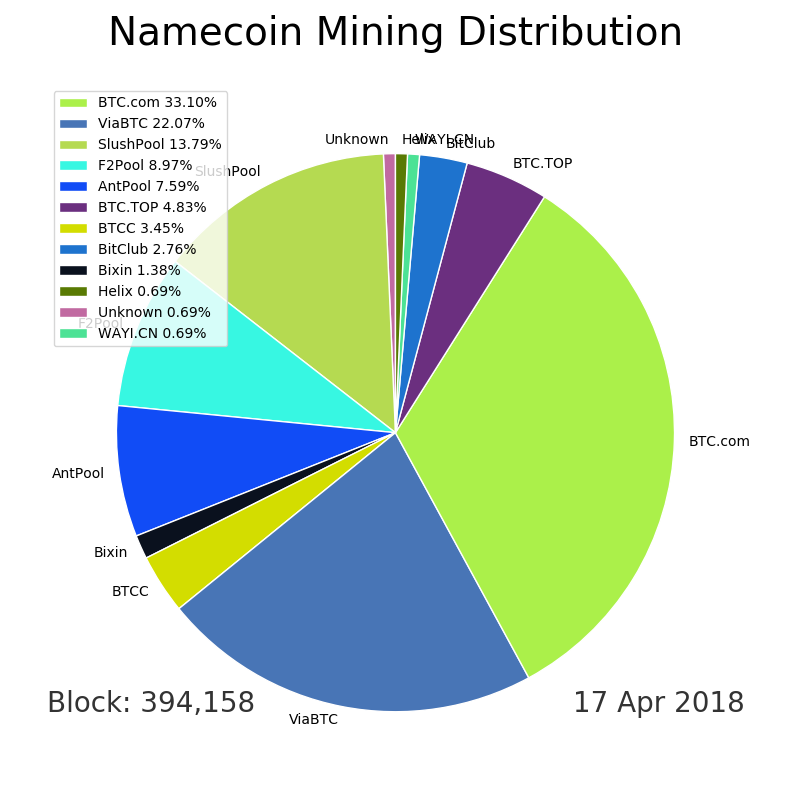 Namecoin Mining Distribution
BTC.com 33.10%
ViaBTC 22.07%
SlushPool 13.79%
F2Pool 8.97%
AntPool 7.59%
BTC.TOP 4.83%
BTCC 3.45%
BitClub 2.76%
Bixin 1.38%
Helix 0.69%
Unknown 0.69%
WAYI.CN 0.69%
Unknown
Helix
WAYI.CN
BitClub
BTC.TOP
SlushPool
F2Pool
BTC.com
AntPool
Bixin
BTCC
ViaBTC
Block: 394,158
17 Apr 2018